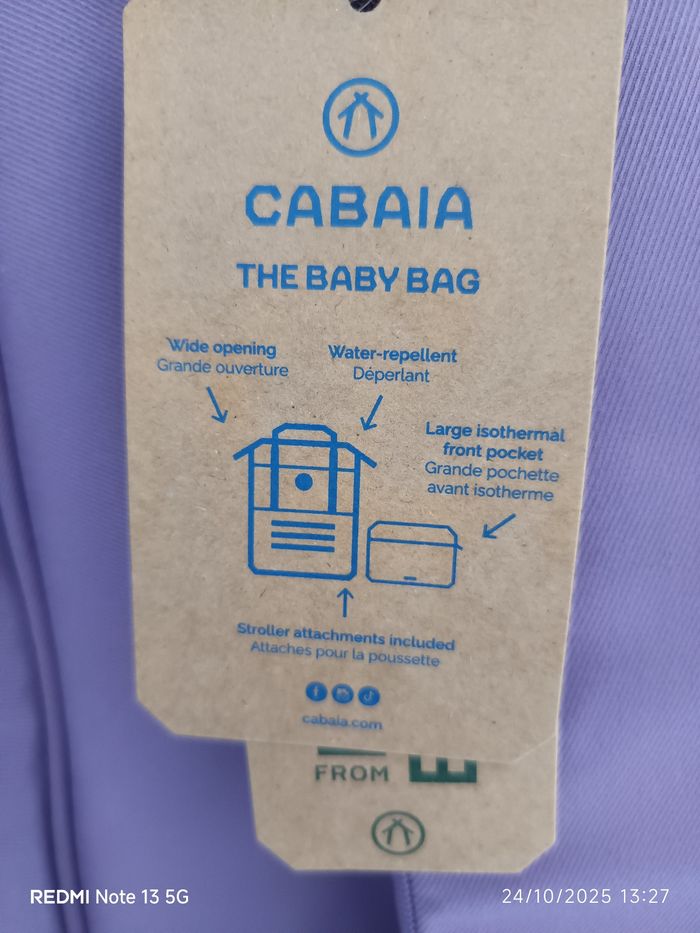 CABAIA
THE BABY BAG
Wide opening
Grande ouverture
Water-repellent
Déperlant
Large isothermal
front pocket
Grande pochette
avant isotherme
Stroller attachments included
Attaches pour la poussette
cabaia.com
FROM
REDMI Note 13 5G
24/10/2025 13:27